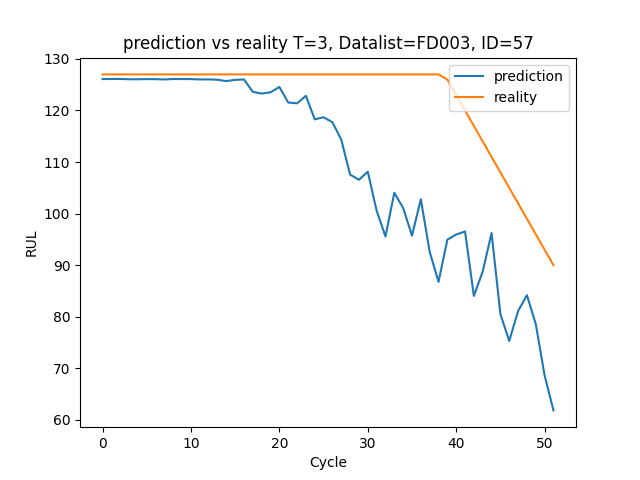 prediction vs reality T=3, Datalist=FD003, ID=57
130
120
110
100
90
80
70
60
RUL
prediction
reality
0 10 20 30 40 50
Cycle